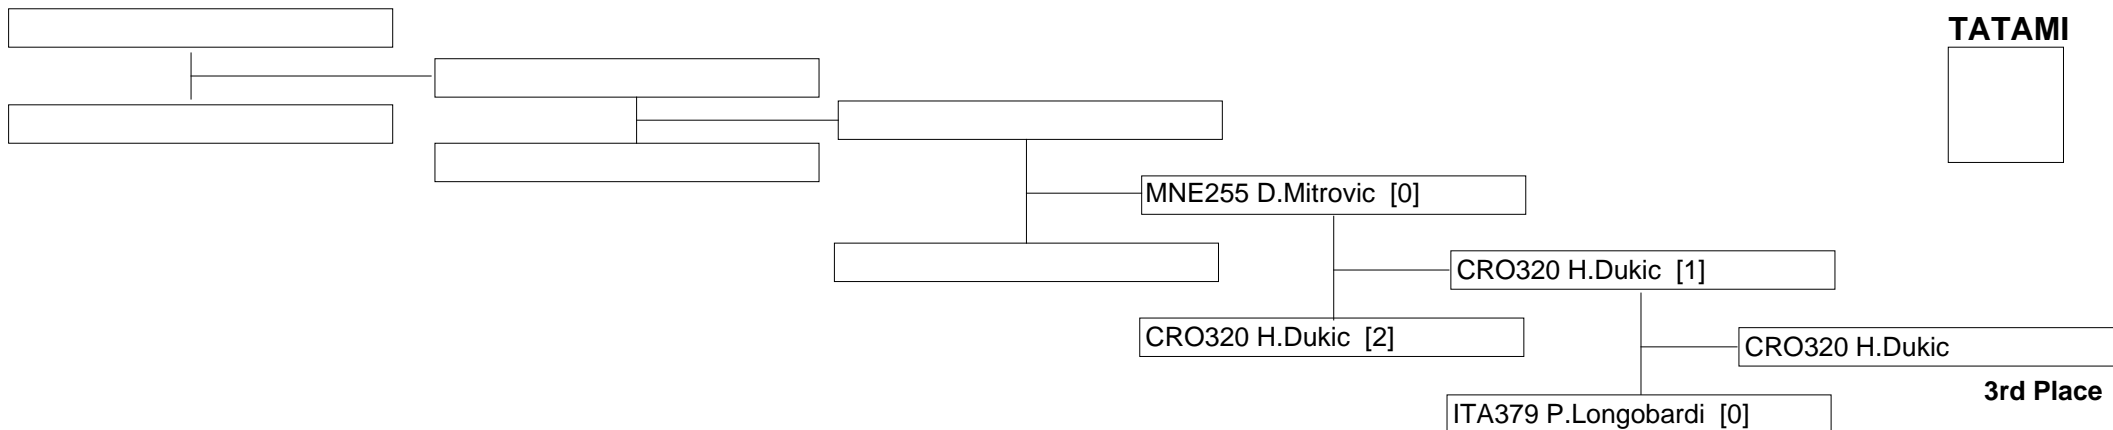 TATAMI
MNE255 D.Mitrovic  [0]
CRO320 H.Dukic  [1]
CRO320 H.Dukic  [2]
CRO320 H.Dukic
3rd Place
ITA379 P.Longobardi  [0]